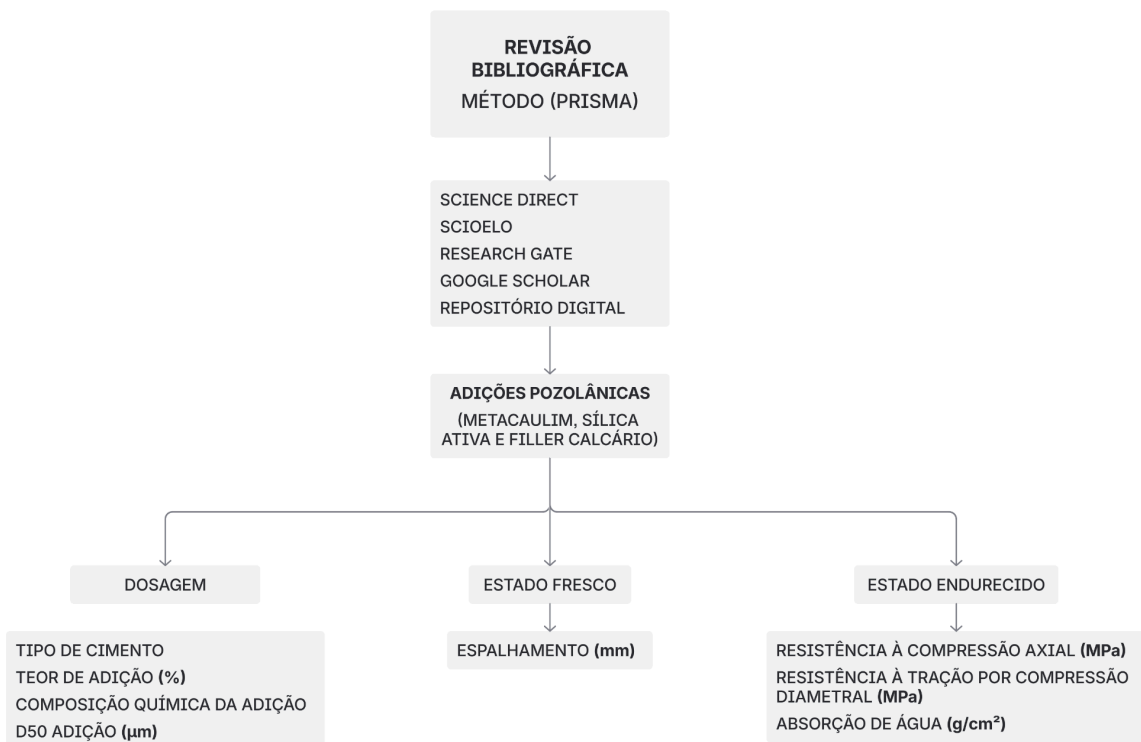 REVISÃO
BIBLIOGRÁFICA
MÉTODO (PRISMA)
SCIENCE DIRECT
SCIOELO
RESEARCH GATE
GOOGLE SCHOLAR
REPOSITÓRIO DIGITAL
ADIÇÕES POZOLÂNICAS
(METACAULIM, SÍLICA
ATIVA E FILLER CALCÁRIO)
DOSAGEM
ESTADO FRESCO
ESTADO ENDURECIDO
TIPO DE CIMENTO
TEOR DE ADIÇÃO (%)
COMPOSIÇÃO QUÍMICA DA ADIÇÃO
D50 ADIÇÃO (µm)
ESPALHAMENTO (mm)
RESISTÊNCIA À COMPRESSÃO AXIAL (MPa)
RESISTÊNCIA À TRAÇÃO POR COMPRESSÃO
DIAMETRAL (MPa)
ABSORÇÃO DE ÁGUA (g/cm²)